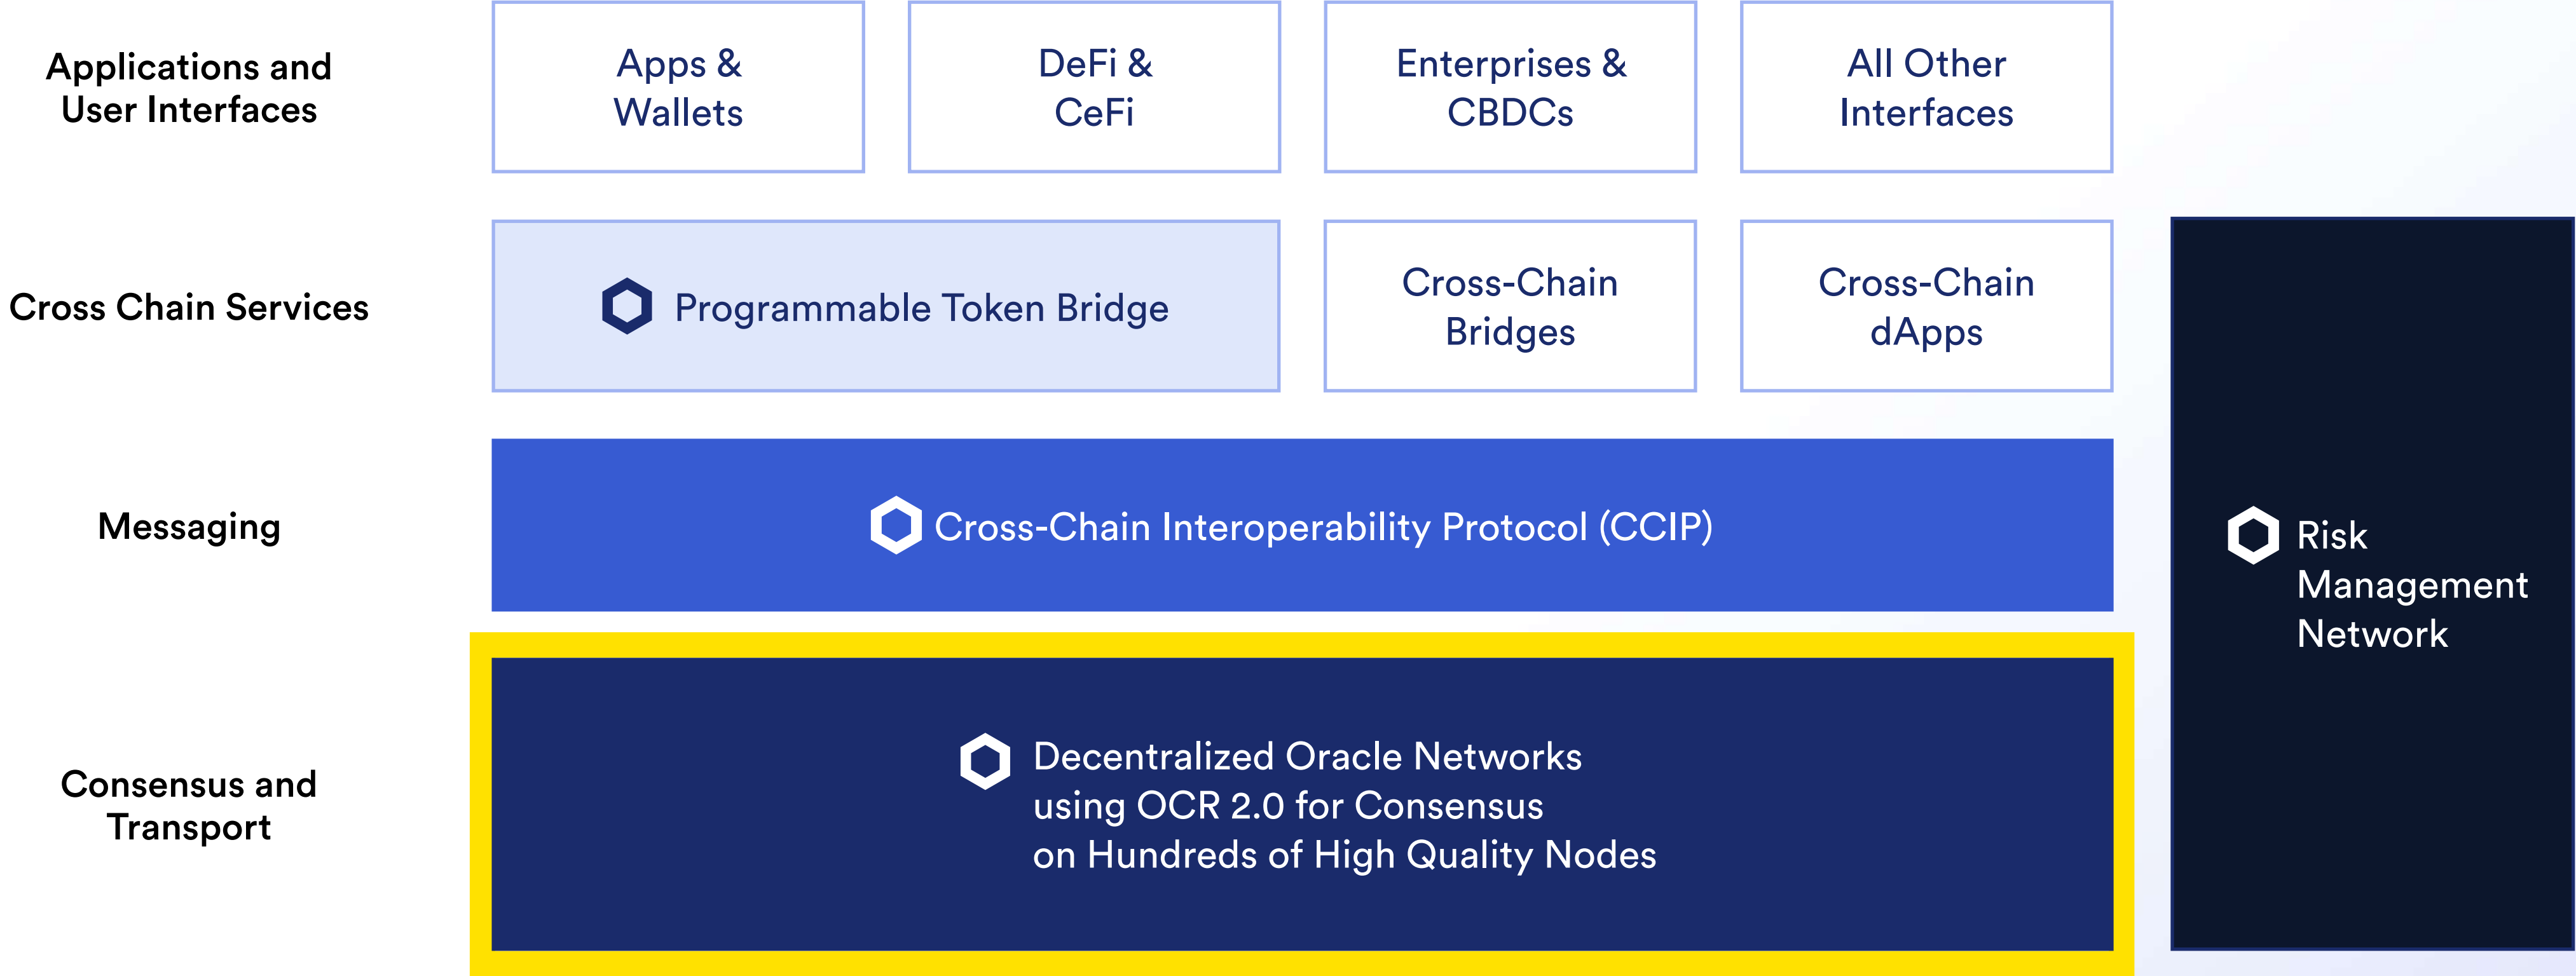 Applications and
User Interfaces
Apps &
Wallets
DeFi &
CeFi
Enterprises &
CBDCs
All Other
Interfaces
Cross Chain Services
Programmable Token Bridge
Cross-Chain
Bridges
Cross-Chain
dApps
Messaging
Cross-Chain Interoperability Protocol (CCIP)
Risk
Management
Network
Consensus and
Transport
Decentralized Oracle Networks
using OCR 2.0 for Consensus
on Hundreds of High Quality Nodes